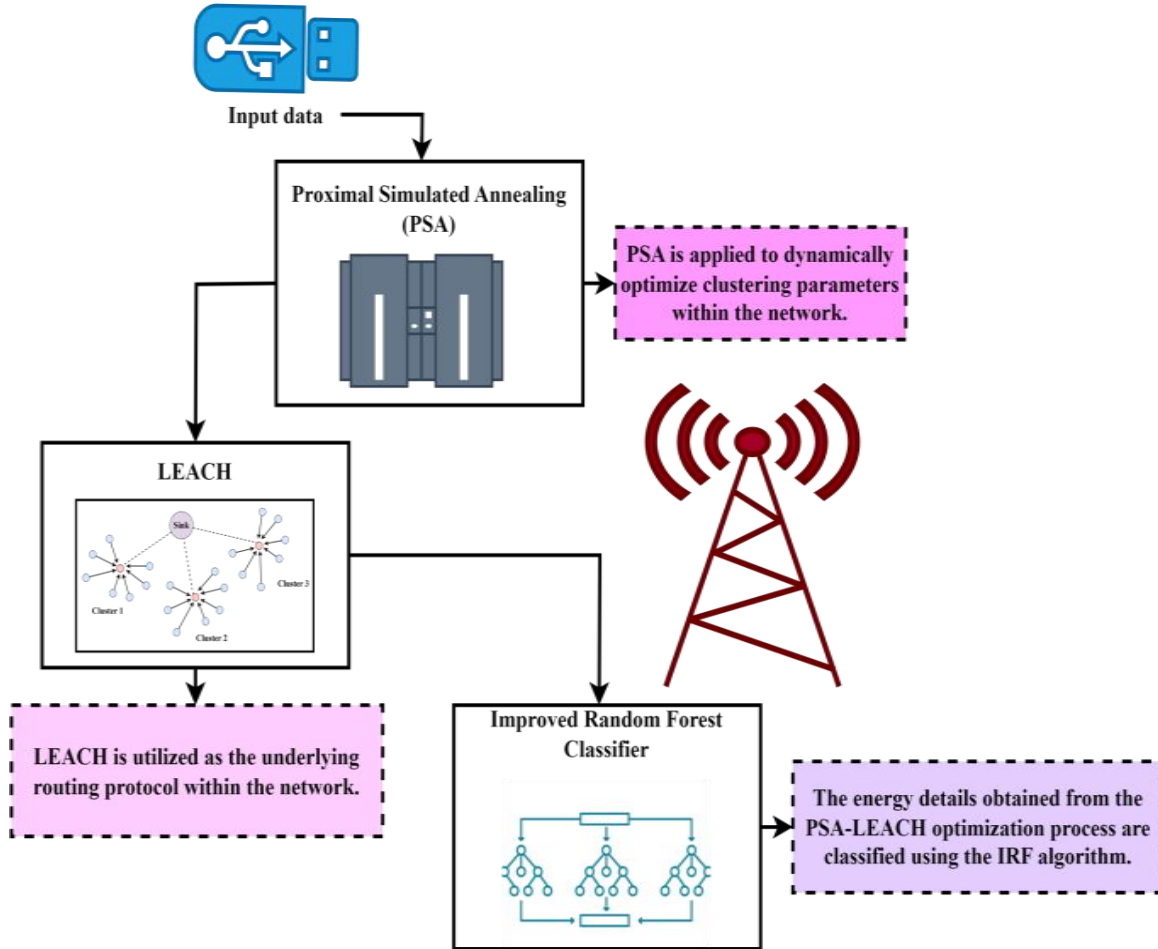 Input data
Proximal Simulated Annealing
(PSA)
PSA is applied to dynamically
optimize clustering parameters
within the network.
LEACH
Sink
Cluster 1
Cluster 2
Cluster 3
LEACH is utilized as the underlying
routing protocol within the network.
Improved Random Forest
Classifier
The energy details obtained from the
PSA-LEACH optimization process are
classified using the IRF algorithm.